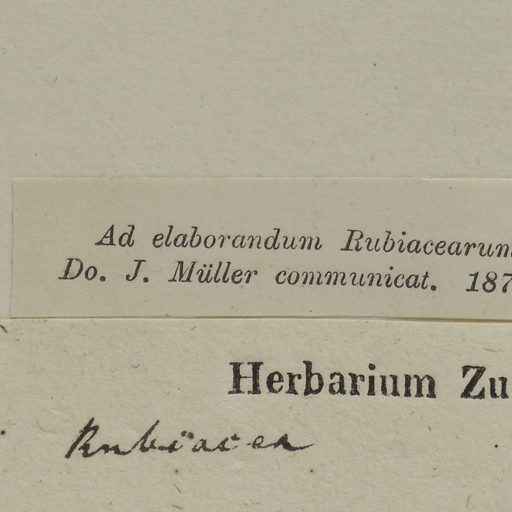 Ad elaborandum Rubiacearum
Do. J. Müller communicat. 187
Herbarium Zu
Rubiacea